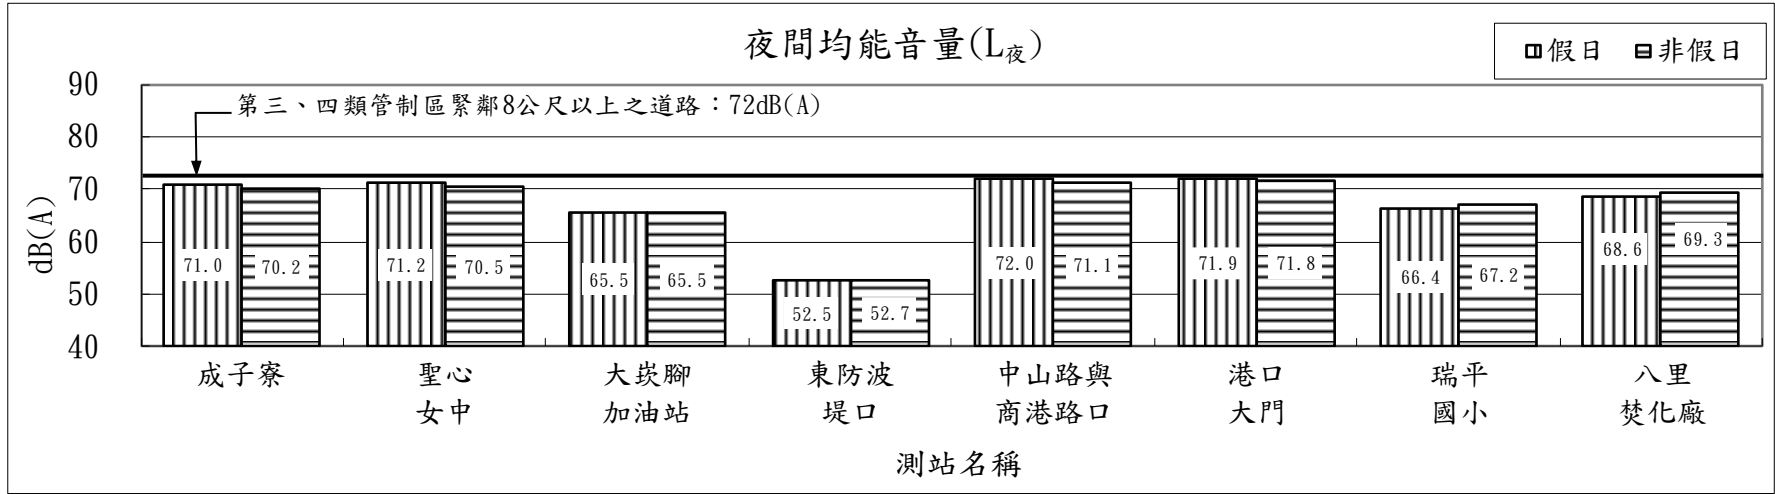 夜間均能音量(L夜)
假日 非假日
90
80
70
60
50
40
dB(A)
第三、四類管制區緊鄰8公尺以上之道路：72dB(A)
71.0 70.2 71.2 70.5 65.5 65.5 52.5 52.7 72.0 71.1 71.9 71.8 66.4 67.2 68.6 69.3
成子寮
聖心
女中
大崁腳
加油站
東防波
堤口
中山路與
商港路口
港口
大門
瑞平
國小
八里
焚化廠
測站名稱